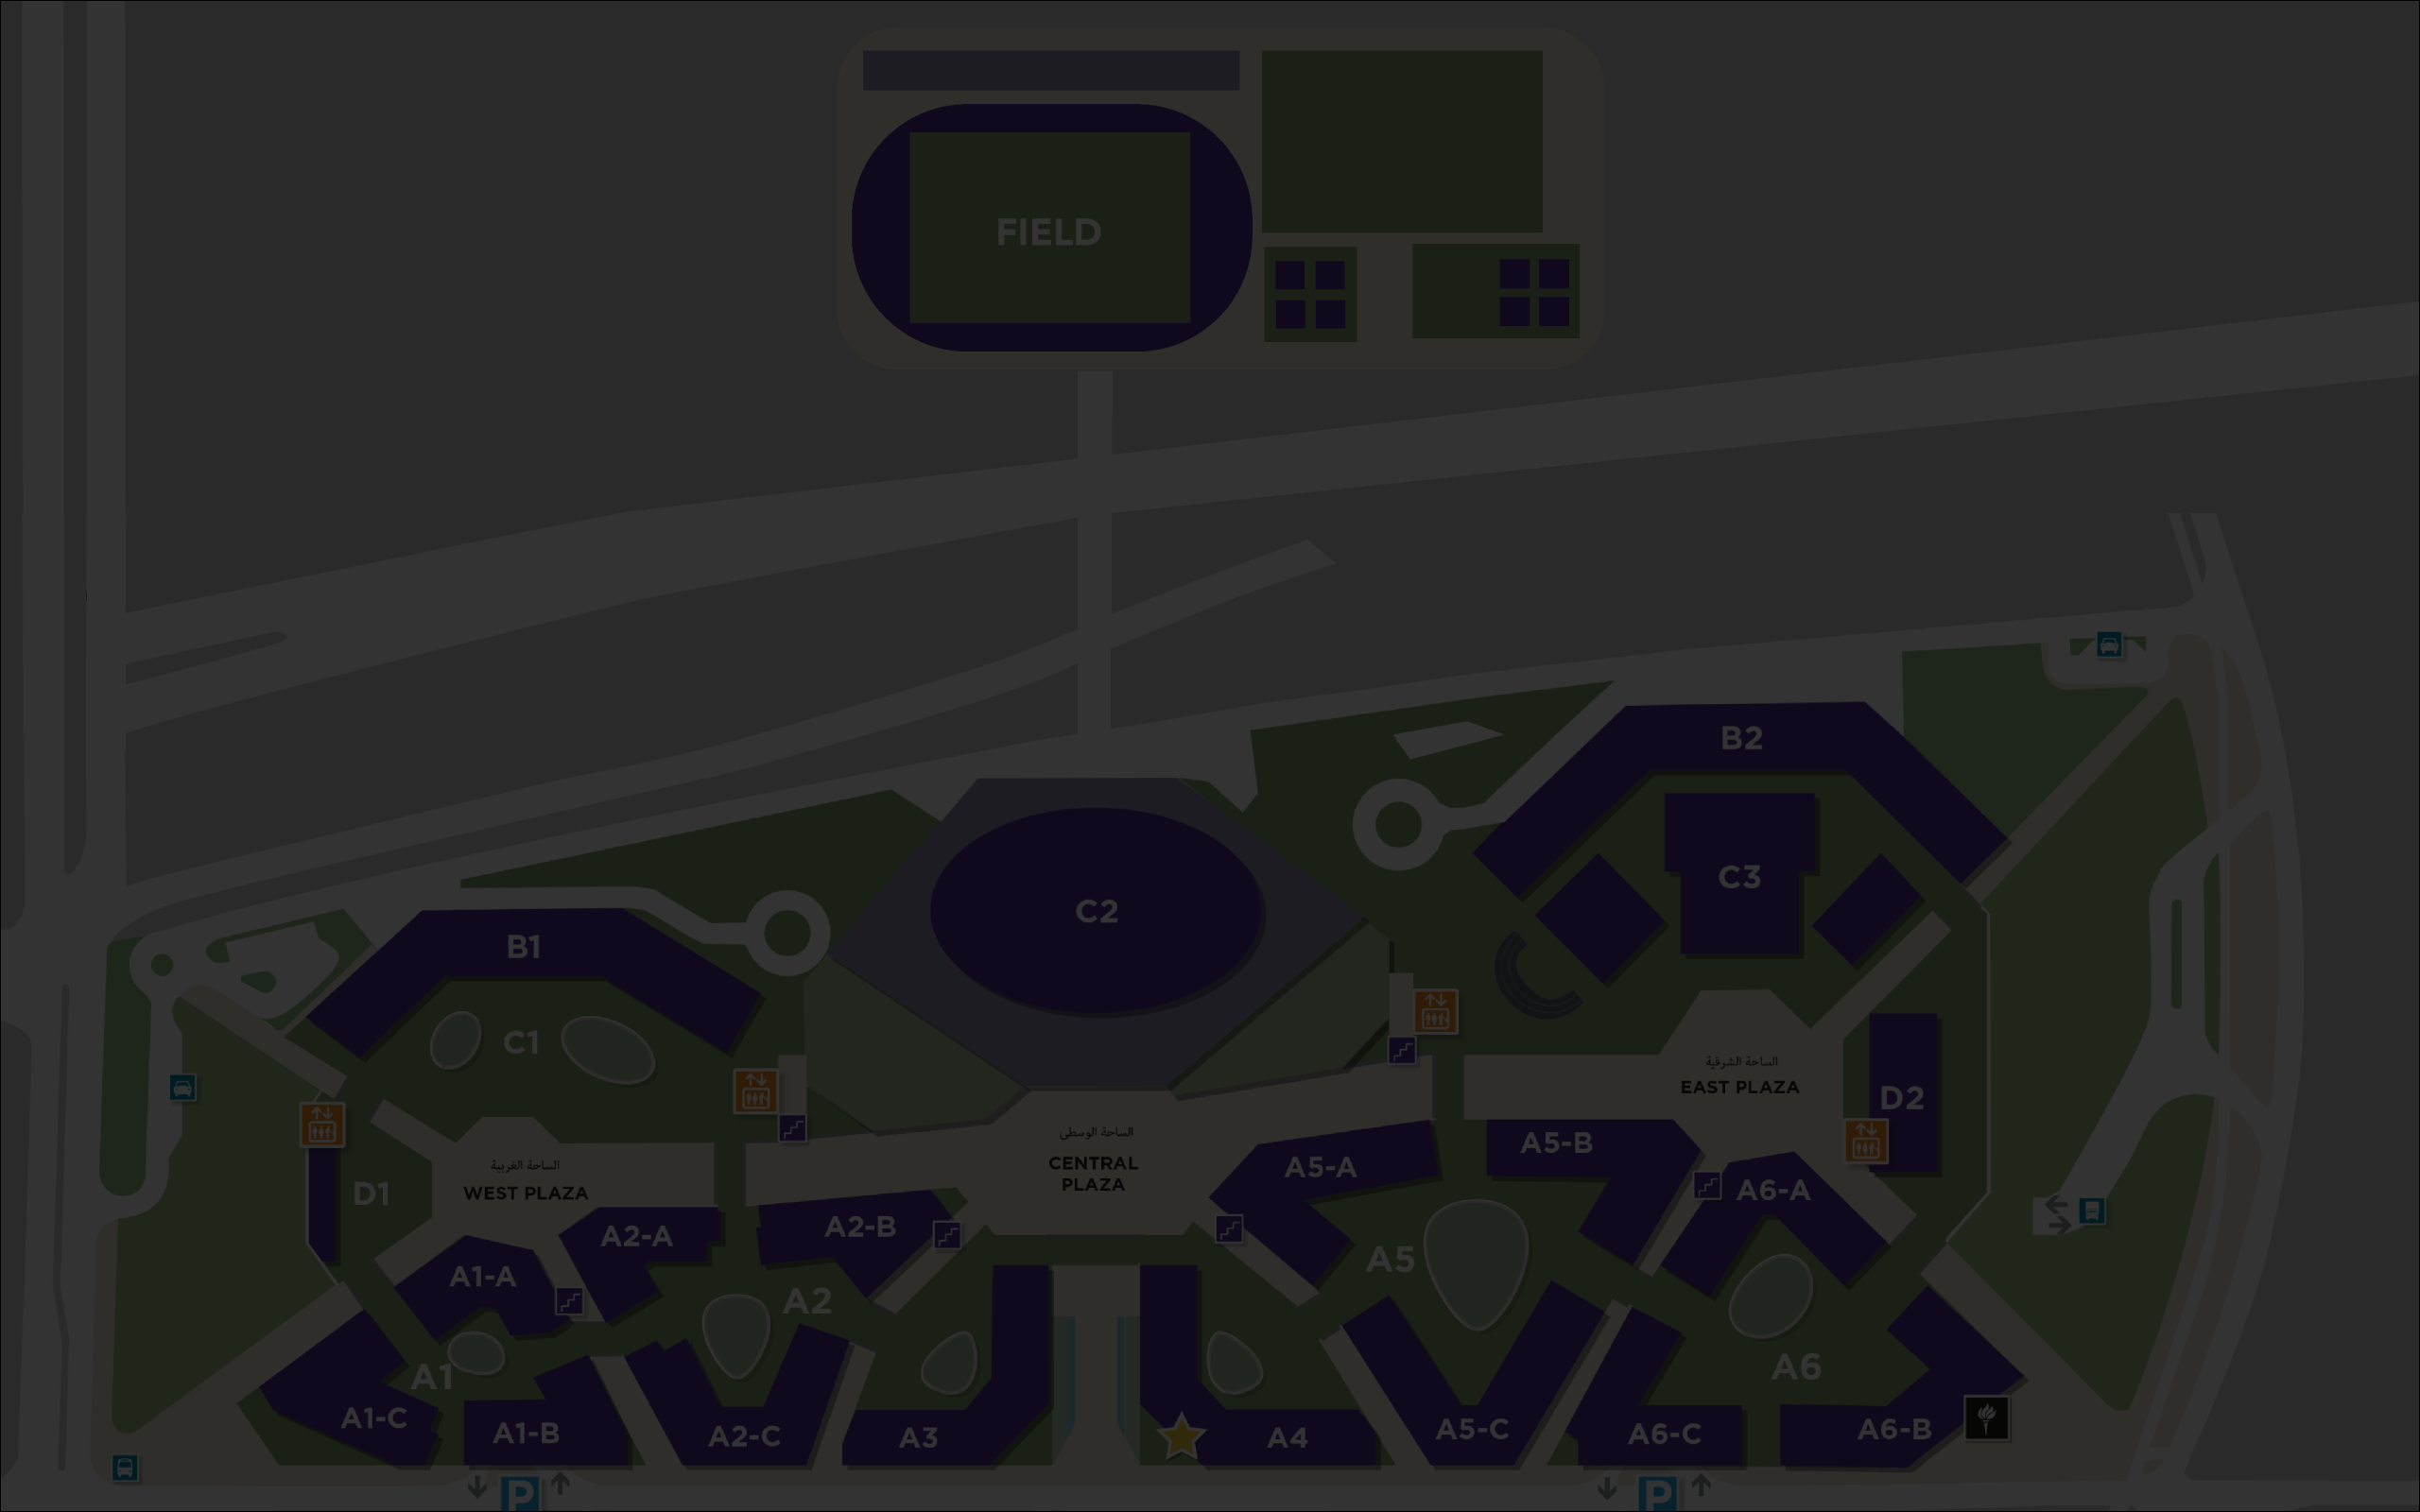 FIELD
B2
C3
C2
B1
C1
الساحة الشرقية
EAST PLAZA
D2
الساحة الوسطى
CENTRAL
PLAZA
الساحة الغربية
WEST PLAZA
D1
A5-A
A5-B
A6-A
A2-A
A2-B
A1-A
A2
A5
A6
A1
A1-C
A1-B
A2-C
A3
A4
A5-C
A6-C
A6-B
P
P